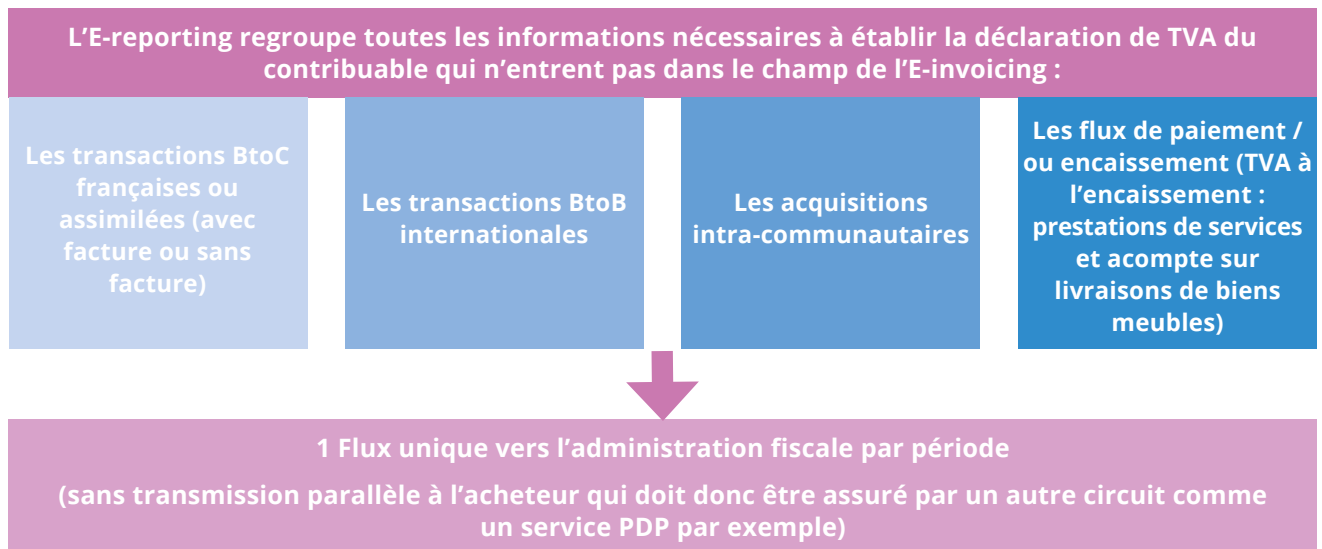 L’E-reporting regroupe toutes les informations nécessaires à établir la déclaration de TVA du
contribuable qui n’entrent pas dans le champ de l’E-invoicing :
Les transactions BtoC
françaises ou
assimilées (avec
facture ou sans
facture)
Les transactions BtoB
internationales
Les acquisitions
intra-communautaires
Les flux de paiement /
ou encaissement (TVA à
l’encaissement :
prestations de services
et acompte sur
livraisons de biens
meubles)
1 Flux unique vers l’administration fiscale par période
(sans transmission parallèle à l’acheteur qui doit donc être assuré par un autre circuit comme
un service PDP par exemple)